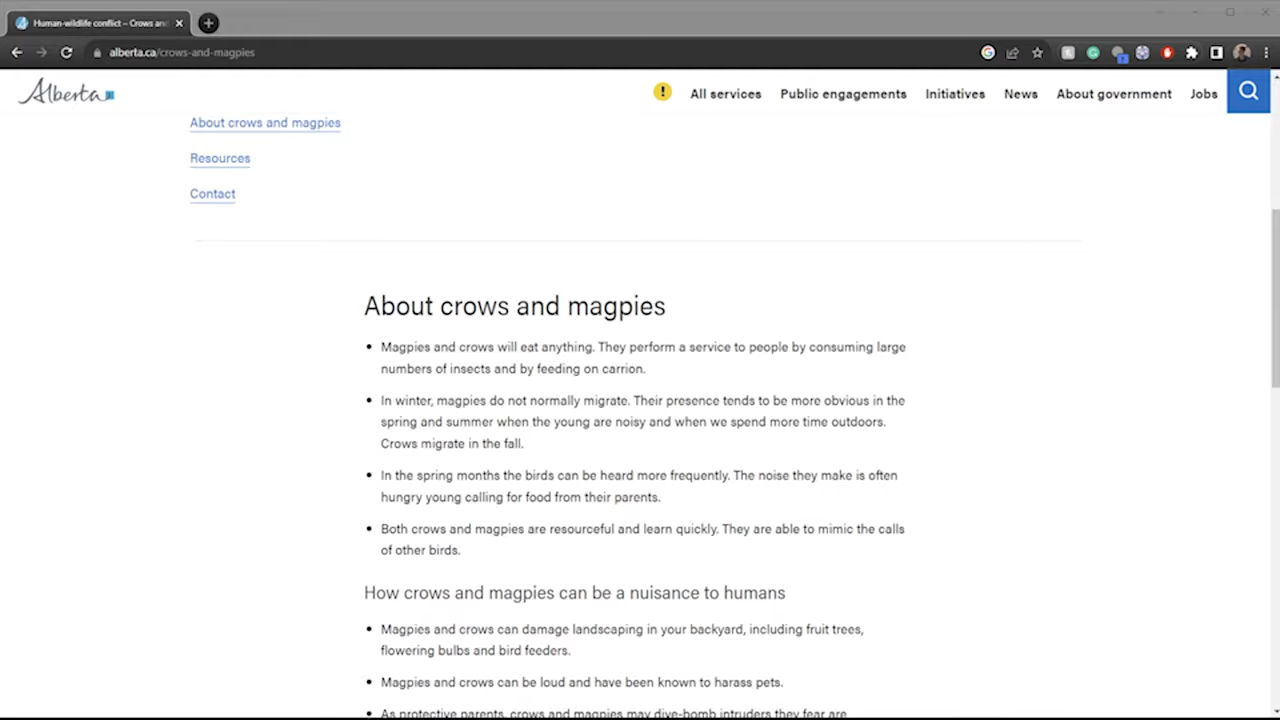 Human-wildlife conflict – Crows an
alberta.ca/crows-and-magpies
Alberta
All services
Public engagements
Initiatives
News
About government
Jobs
About crows and magpies
Resources
Contact
About crows and magpies
Magpies and crows will eat anything. They perform a service to people by consuming large
numbers of insects and by feeding on carrion.
In winter, magpies do not normally migrate. Their presence tends to be more obvious in the
spring and summer when the young are noisy and when we spend more time outdoors.
Crows migrate in the fall.
In the spring months the birds can be heard more frequently. The noise they make is often
hungry young calling for food from their parents.
Both crows and magpies are resourceful and learn quickly. They are able to mimic the calls
of other birds.
How crows and magpies can be a nuisance to humans
Magpies and crows can damage landscaping in your backyard, including fruit trees,
flowering bulbs and bird feeders.
Magpies and crows can be loud and have been known to harass pets.
As protective parents, crows and magpies may dive-bomb intruders they fear are